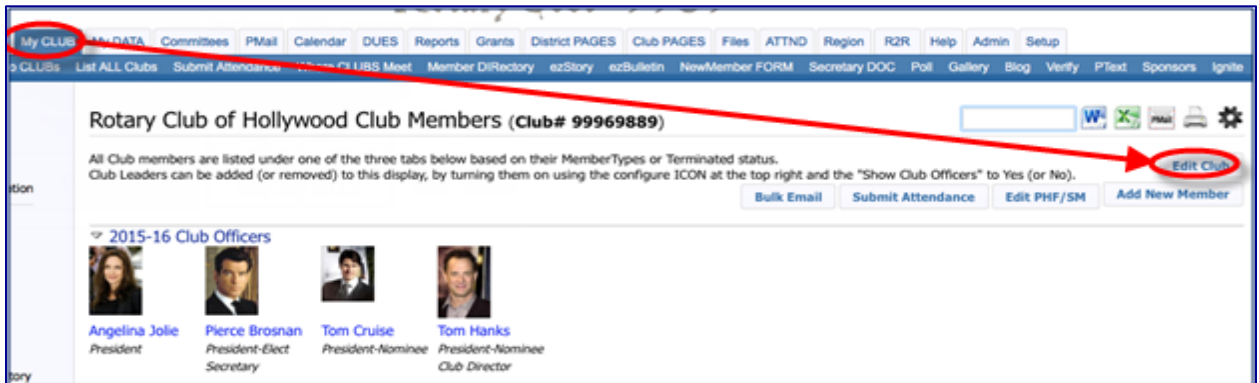 My CLUB My DATA Committees PMail Calendar DUES Reports Grants District PAGES Club PAGES Files ATTND Region R2R Help Admin Setup
CLUBs List ALL Clubs Submit Attendance Where CLUBS Meet Member DIRectory ezStory ezBulletin NewMember FORM Secretary DOC Poll Gallery Blog Verify PText Sponsors Ignite
Rotary Club of Hollywood Club Members (Club# 99969889)
PMail
All Club members are listed under one of the three tabs below based on their MemberTypes or Terminated status.
Edit Club
Club Leaders can be added (or removed) to this display, by turning them on using the configure ICON at the top right and the "Show Club Officers" to Yes (or No).
Bulk Email Submit Attendance Edit PHF/SM Add New Member
2015-16 Club Officers
Angelina Jolie Pierce Brosnan Tom Cruise Tom Hanks
President President-Elect President-Nominee President-Nominee
Secretary Club Director